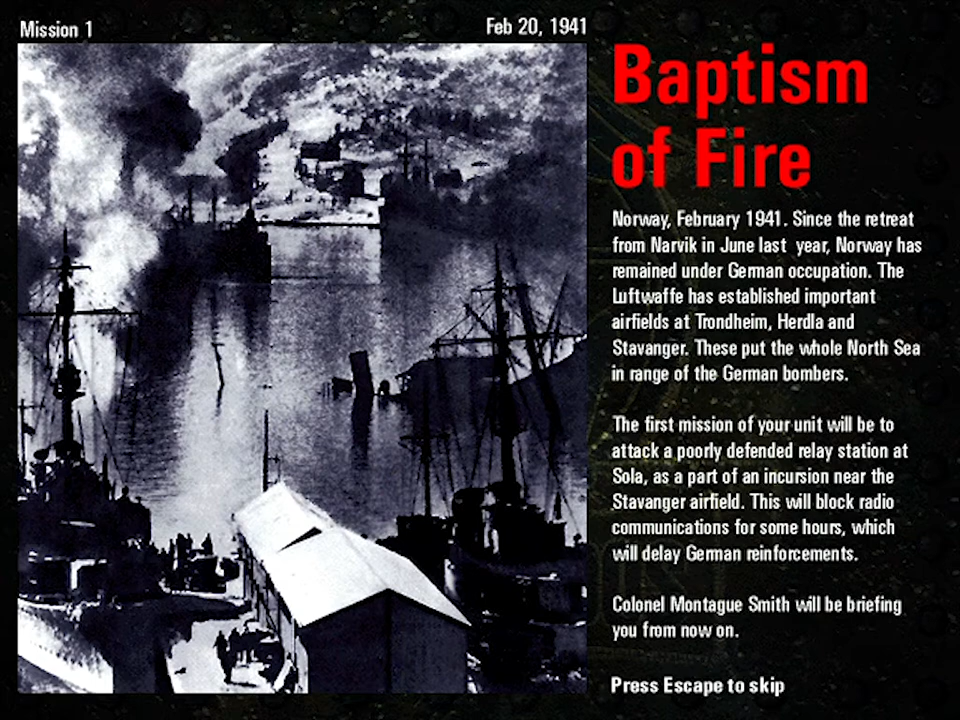 Mission 1
Feb 20, 1941
Baptism
of Fire
Norway, February 1941. Since the retreat
from Narvik in June last  year, Norway has
remained under German occupation. The
Luftwaffe has established important
airfields at Trondheim, Herdla and
Stavanger. These put the whole North Sea
in range of the German bombers.
The first mission of your unit will be to
attack a poorly defended relay station at
Sola, as a part of an incursion near the
Stavanger airfield. This will block radio
communications for some hours, which
will delay German reinforcements.
Colonel Montague Smith will be briefing
you from now on.
Press Escape to skip